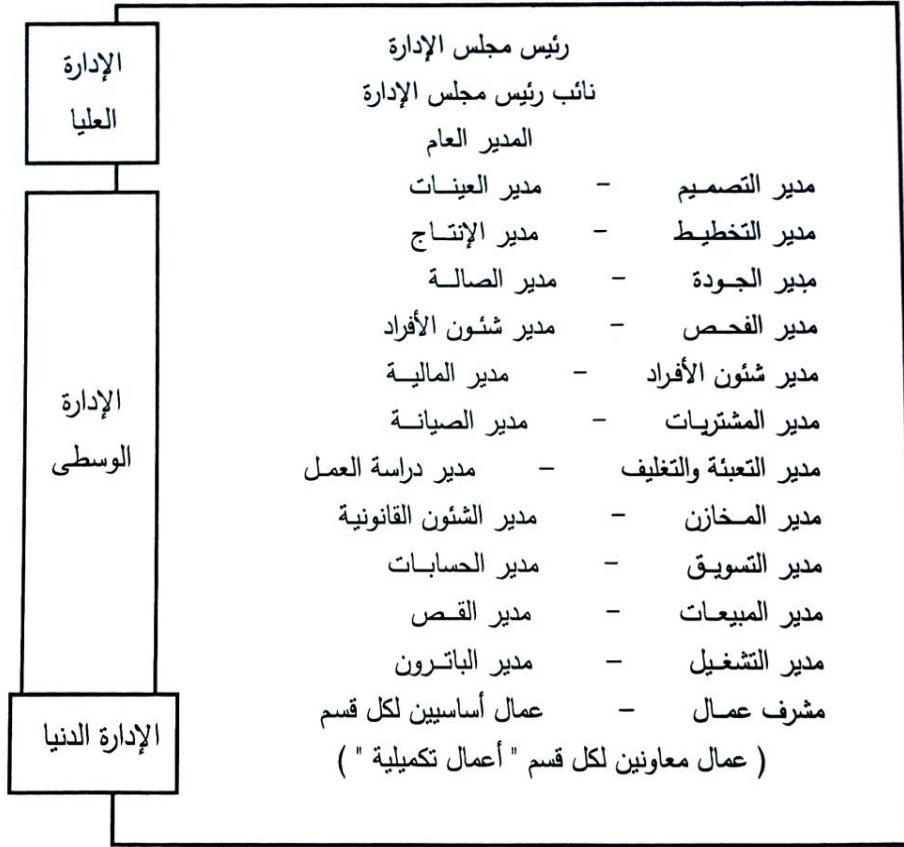 الإدارة
العليا
رئيس مجلس الإدارة
نائب رئيس مجلس الإدارة
المدير العام
الإدارة
الوسطى
مدير التصميم - مدير العينات
مدير التخطيط - مدير الإنتاج
مدير الجودة - مدير الصالة
مدير الفحص - مدير شئون الأفراد
مدير شئون الأفراد - مدير المالية
مدير المشتريات - مدير الصيانة
مدير التعبئة والتغليف - مدير دراسة العمل
مدير المخازن - مدير الشئون القانونية
مدير التسويق - مدير الحسابات
مدير المبيعات - مدير القص
مدير التشغيل - مدير الباترون
الإدارة الدنيا
مشرف عمال - عمال أساسيين لكل قسم
( عمال معاونين لكل قسم " أعمال تكميلية " )